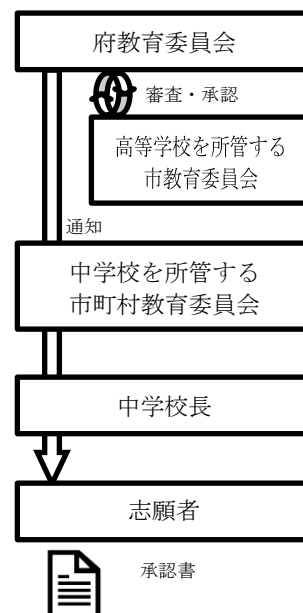 府教育委員会
審査・承認
高等学校を所管する
市教育委員会
通知
中学校を所管する
市町村教育委員会
中学校長
志願者
承認書